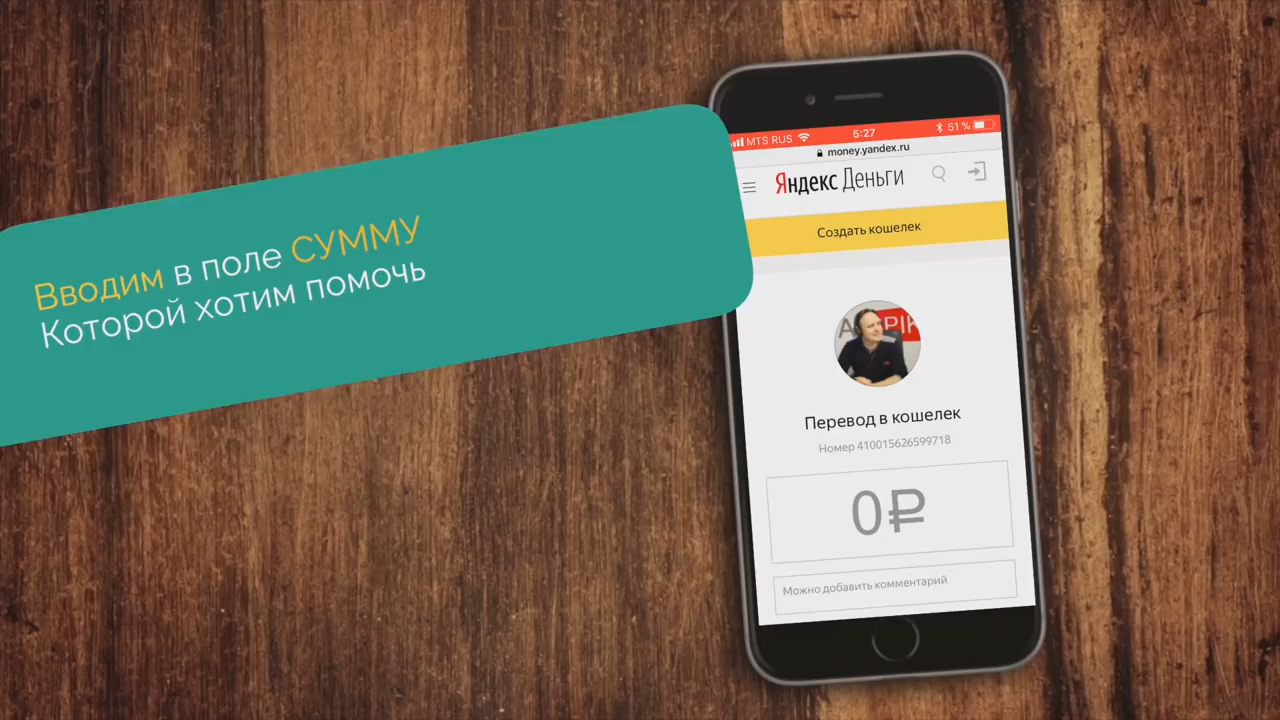 Вводим в поле СУММУ
Которой хотим помочь
MTS RUS 5:27 51 %
money.yandex.ru
Яндекс Деньги
Создать кошелек
Перевод в кошелек
Номер 410015626599718
0₽
Можно добавить комментарий